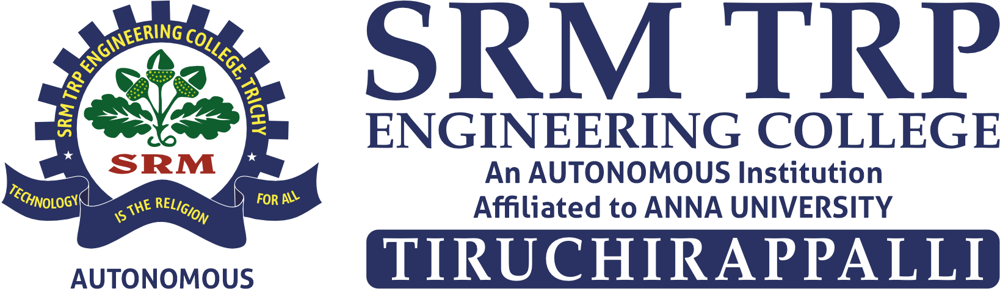 SRM TRP ENGINEERING COLLEGE, TRICHY
SRM
TECHNOLOGY
IS THE RELIGION
FOR ALL
AUTONOMOUS
SRM TRP
ENGINEERING COLLEGE
An AUTONOMOUS Institution
Affiliated to ANNA UNIVERSITY
TIRUCHIRAPPALLI